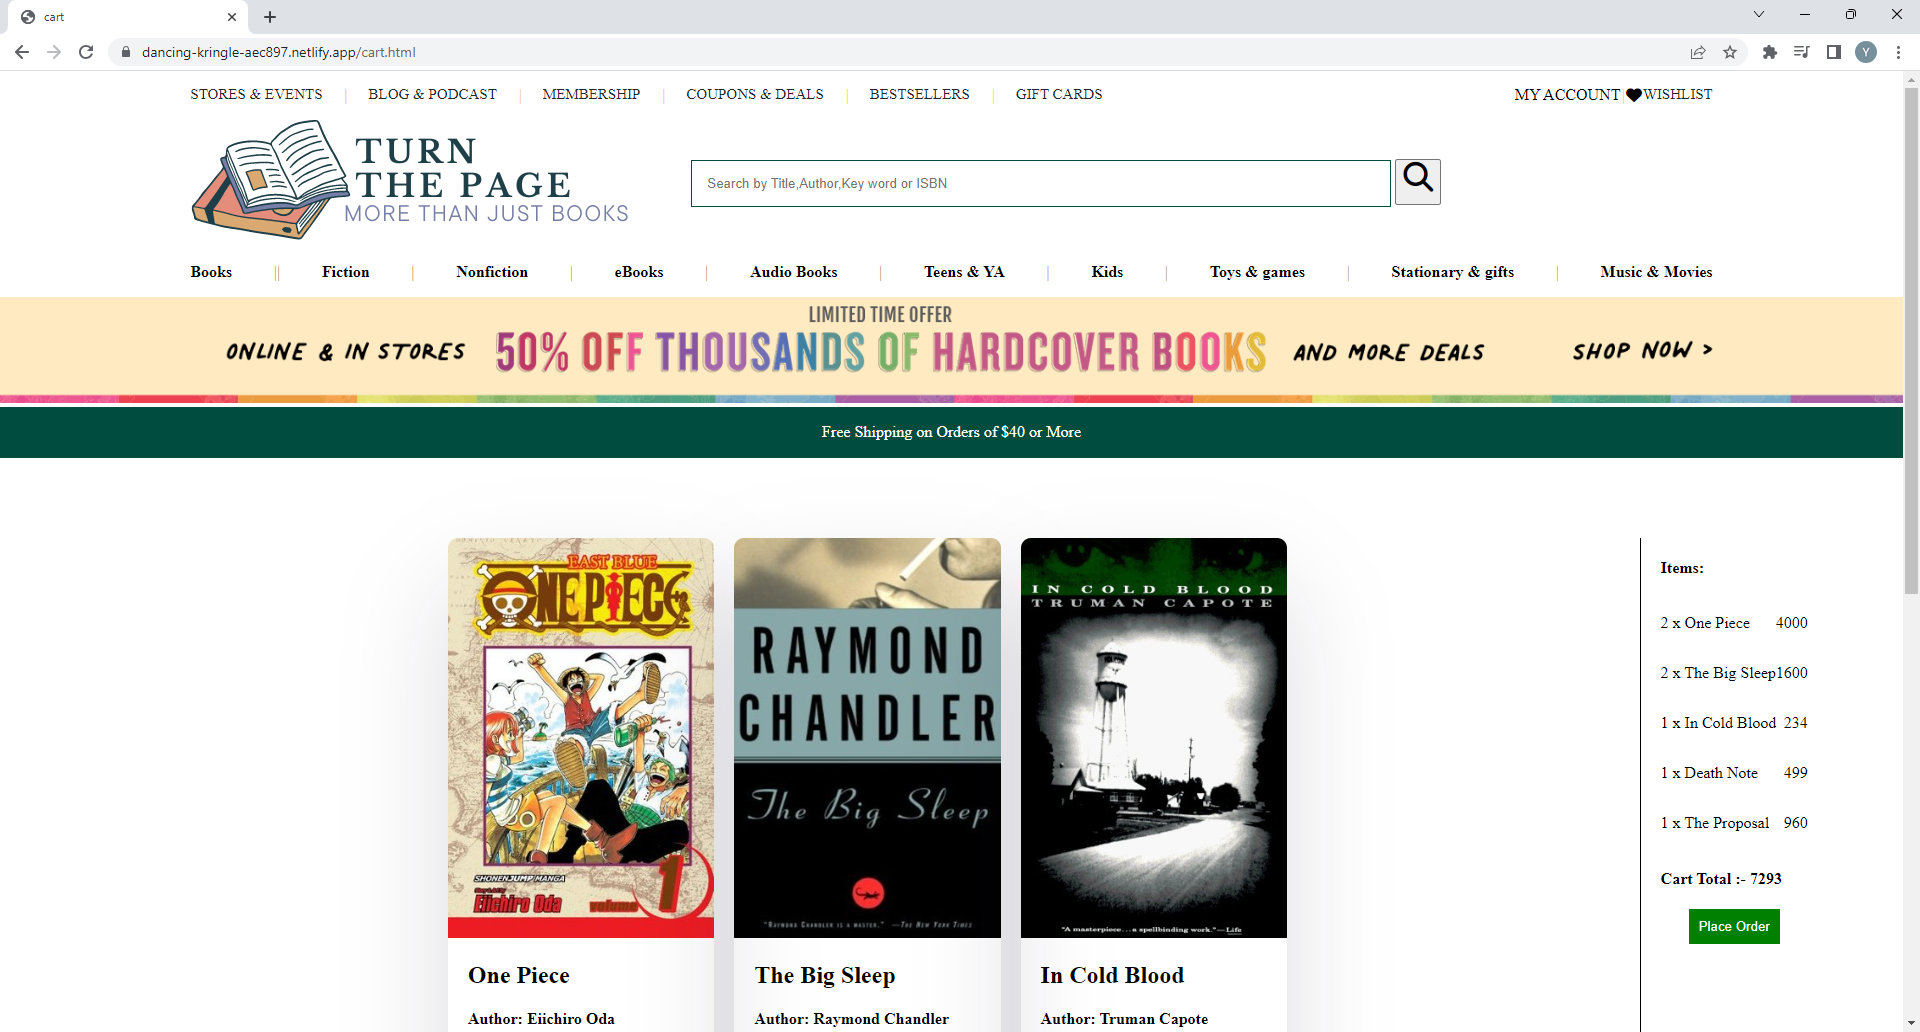 cart
dancing-kringle-aec897.netlify.app/cart.html
Y
STORES & EVENTS | BLOG & PODCAST | MEMBERSHIP | COUPONS & DEALS | BESTSELLERS | GIFT CARDS
MY ACCOUNT | WISHLIST
TURN
THE PAGE
MORE THAN JUST BOOKS
Search by Title,Author,Key word or ISBN
Books || Fiction | Nonfiction | eBooks | Audio Books | Teens & YA | Kids | Toys & games | Stationary & gifts | Music & Movies
LIMITED TIME OFFER
ONLINE & IN STORES 50% OFF THOUSANDS OF HARDCOVER BOOKS AND MORE DEALS SHOP NOW >
Free Shipping on Orders of $40 or More
EAST BLUE
ONE PIECE
SHONEN JUMP MANGA
Eiichiro Oda
volume 1
RAYMOND
CHANDLER
The Big Sleep
"RAYMOND CHANDLER IS A MASTER." —THE NEW YORK TIMES
IN COLD BLOOD
TRUMAN CAPOTE
"A masterpiece...a spellbinding work."—Life
One Piece
Author: Eiichiro Oda
The Big Sleep
Author: Raymond Chandler
In Cold Blood
Author: Truman Capote
Items:
2 x One Piece 4000
2 x The Big Sleep1600
1 x In Cold Blood 234
1 x Death Note 499
1 x The Proposal 960
Cart Total :- 7293
Place Order